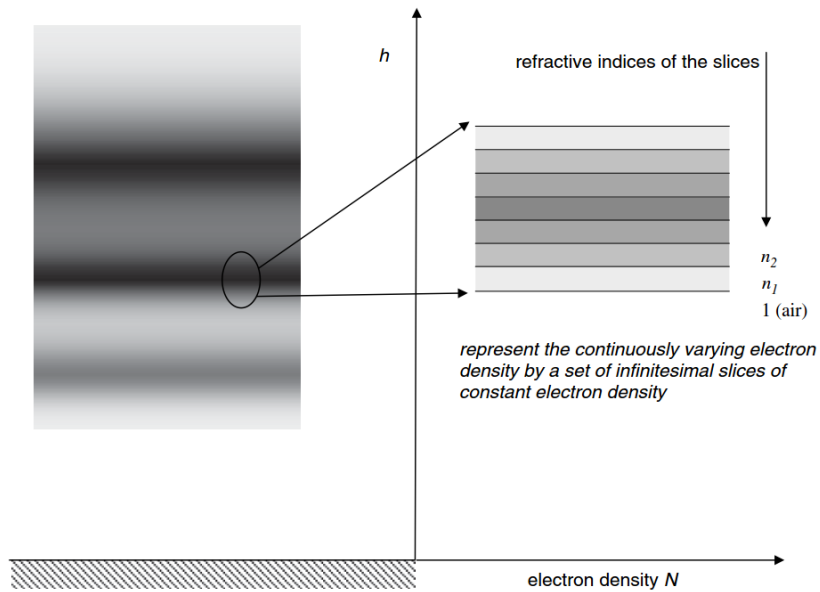 h
refractive indices of the slices
n2
n1
1 (air)
represent the continuously varying electron
density by a set of infinitesimal slices of
constant electron density
electron density N